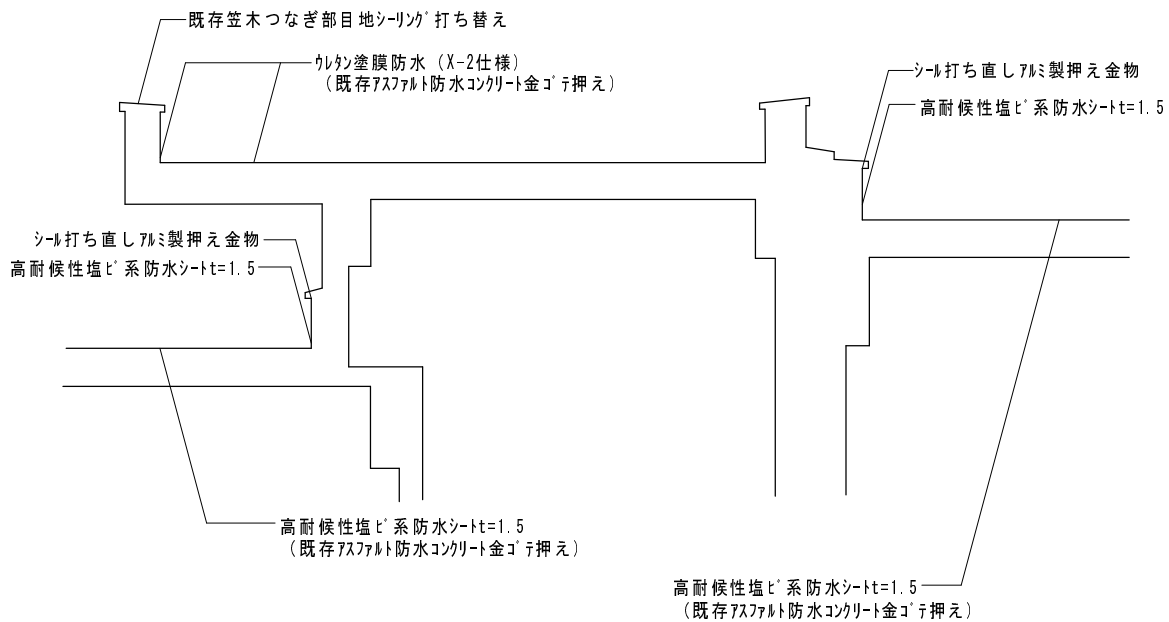 既存笠木つなぎ部目地ｼｰﾘﾝｸﾞ打ち替え
ｳﾚﾀﾝ塗膜防水（X-2仕様）
（既存ｱｽﾌｧﾙﾄ防水ｺﾝｸﾘｰﾄ金ｺﾞﾃ押え）
ｼｰﾙ打ち直しｱﾙﾐ製押え金物
高耐候性塩ﾋﾞ系防水ｼｰﾄt=1.5
ｼｰﾙ打ち直しｱﾙﾐ製押え金物
高耐候性塩ﾋﾞ系防水ｼｰﾄt=1.5
高耐候性塩ﾋﾞ系防水ｼｰﾄt=1.5
（既存ｱｽﾌｧﾙﾄ防水ｺﾝｸﾘｰﾄ金ｺﾞﾃ押え）
高耐候性塩ﾋﾞ系防水ｼｰﾄt=1.5
（既存ｱｽﾌｧﾙﾄ防水ｺﾝｸﾘｰﾄ金ｺﾞﾃ押え）